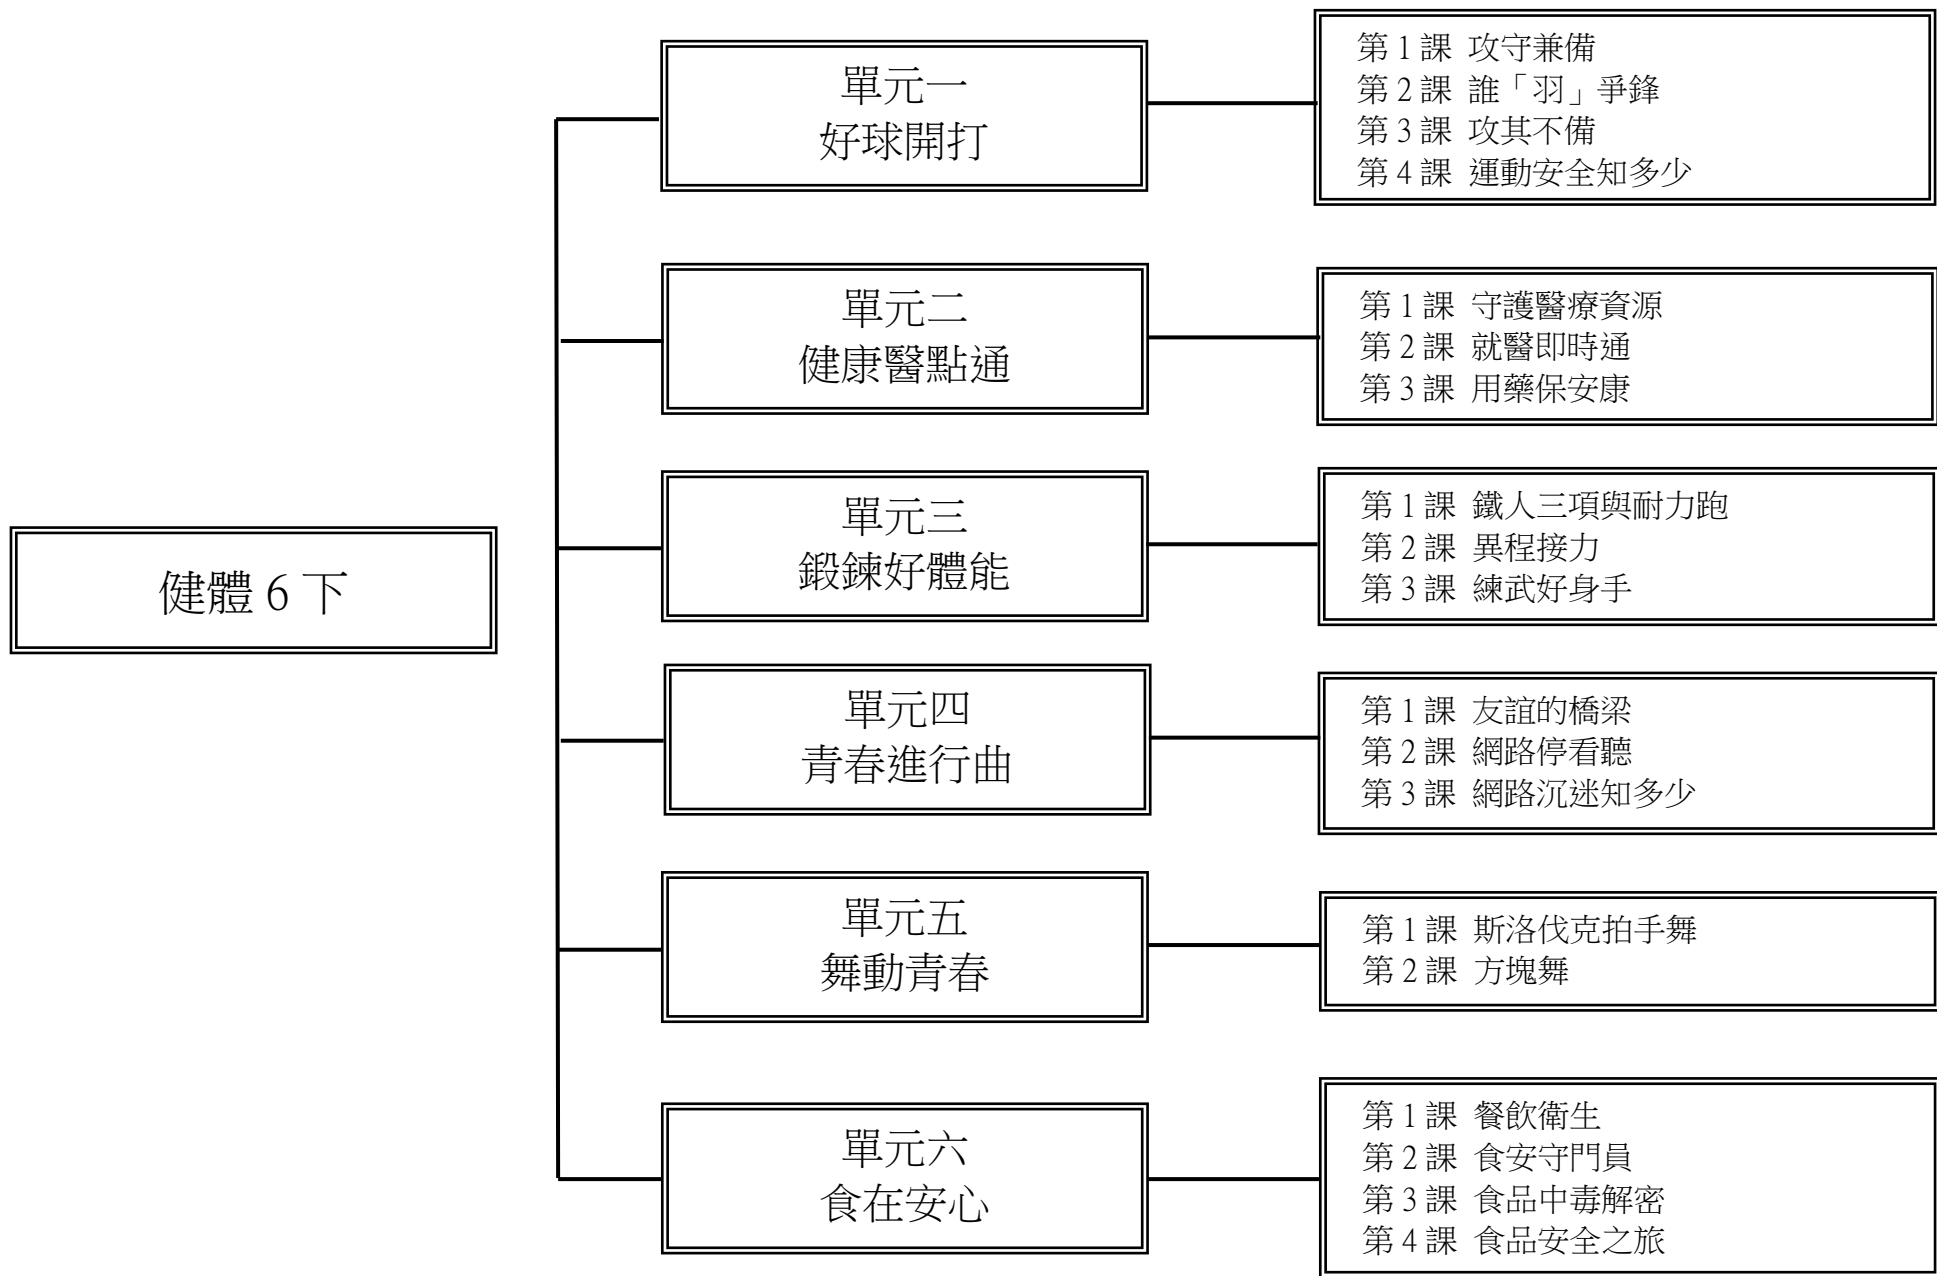 健體 6 下
單元一
好球開打
第 1 課 攻守兼備
第 2 課 誰「羽」爭鋒
第 3 課 攻其不備
第 4 課 運動安全知多少
單元二
健康醫點通
第 1 課 守護醫療資源
第 2 課 就醫即時通
第 3 課 用藥保安康
單元三
鍛鍊好體能
第 1 課 鐵人三項與耐力跑
第 2 課 異程接力
第 3 課 練武好身手
單元四
青春進行曲
第 1 課 友誼的橋梁
第 2 課 網路停看聽
第 3 課 網路沉迷知多少
單元五
舞動青春
第 1 課 斯洛伐克拍手舞
第 2 課 方塊舞
單元六
食在安心
第 1 課 餐飲衛生
第 2 課 食安守門員
第 3 課 食品中毒解密
第 4 課 食品安全之旅